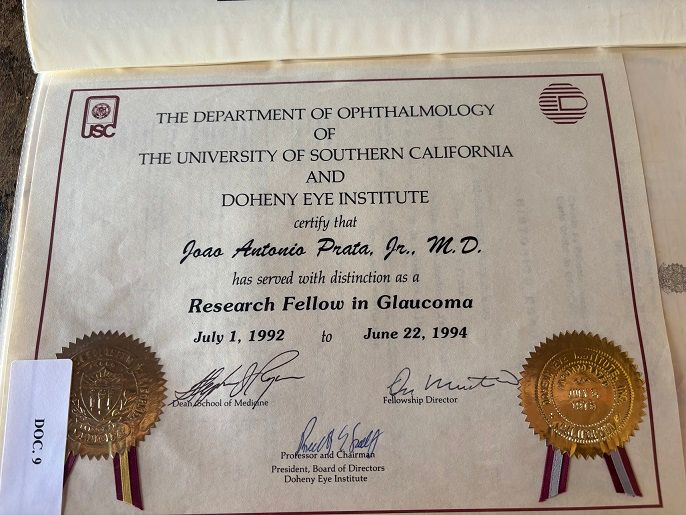 USC
THE DEPARTMENT OF OPHTHALMOLOGY
OF
THE UNIVERSITY OF SOUTHERN CALIFORNIA
AND
DOHENY EYE INSTITUTE
certify that
Joao Antonio Prata, Jr., M.D.
has served with distinction as a
Research Fellow in Glaucoma
July 1, 1992 to June 22, 1994
Dean, School of Medicine
Fellowship Director
Professor and Chairman
President, Board of Directors
Doheny Eye Institute
DOC. 9